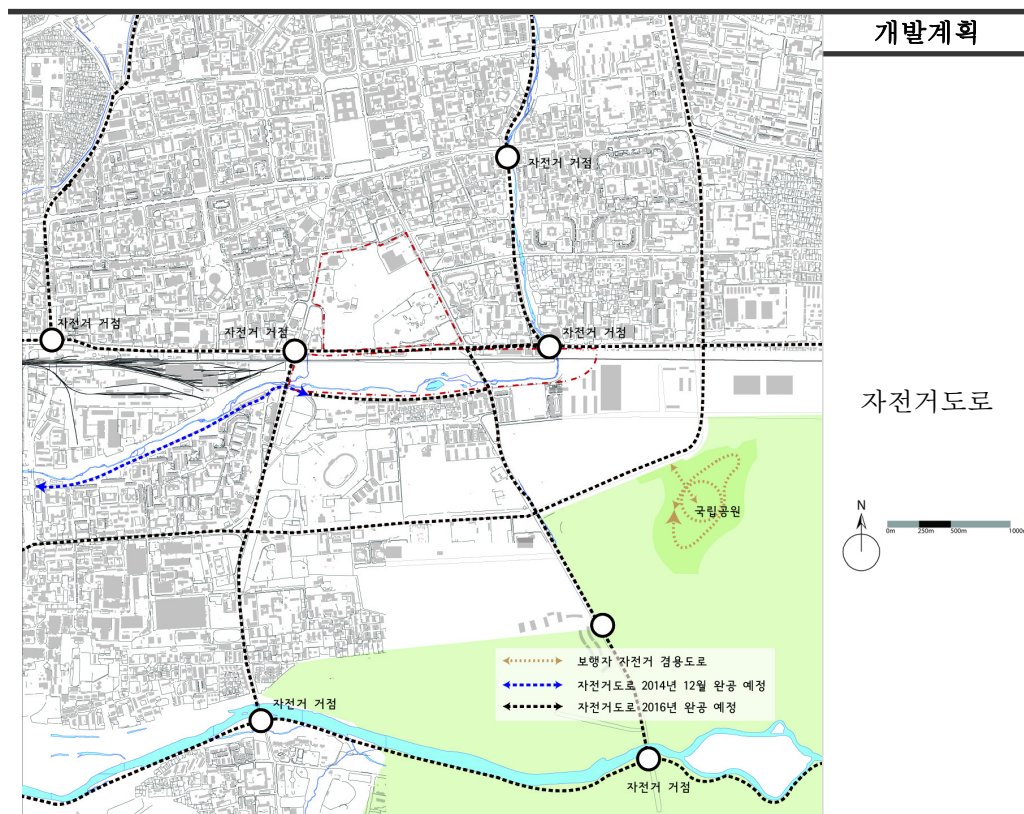 개발계획
자전거 거점
자전거 거점
자전거 거점
자전거 거점
자전거도로
국립공원
N
0m 250m 500m 1000m
보행자 자전거 겸용도로
자전거도로 2014년 12월 완공 예정
자전거도로 2016년 완공 예정
자전거 거점
자전거 거점